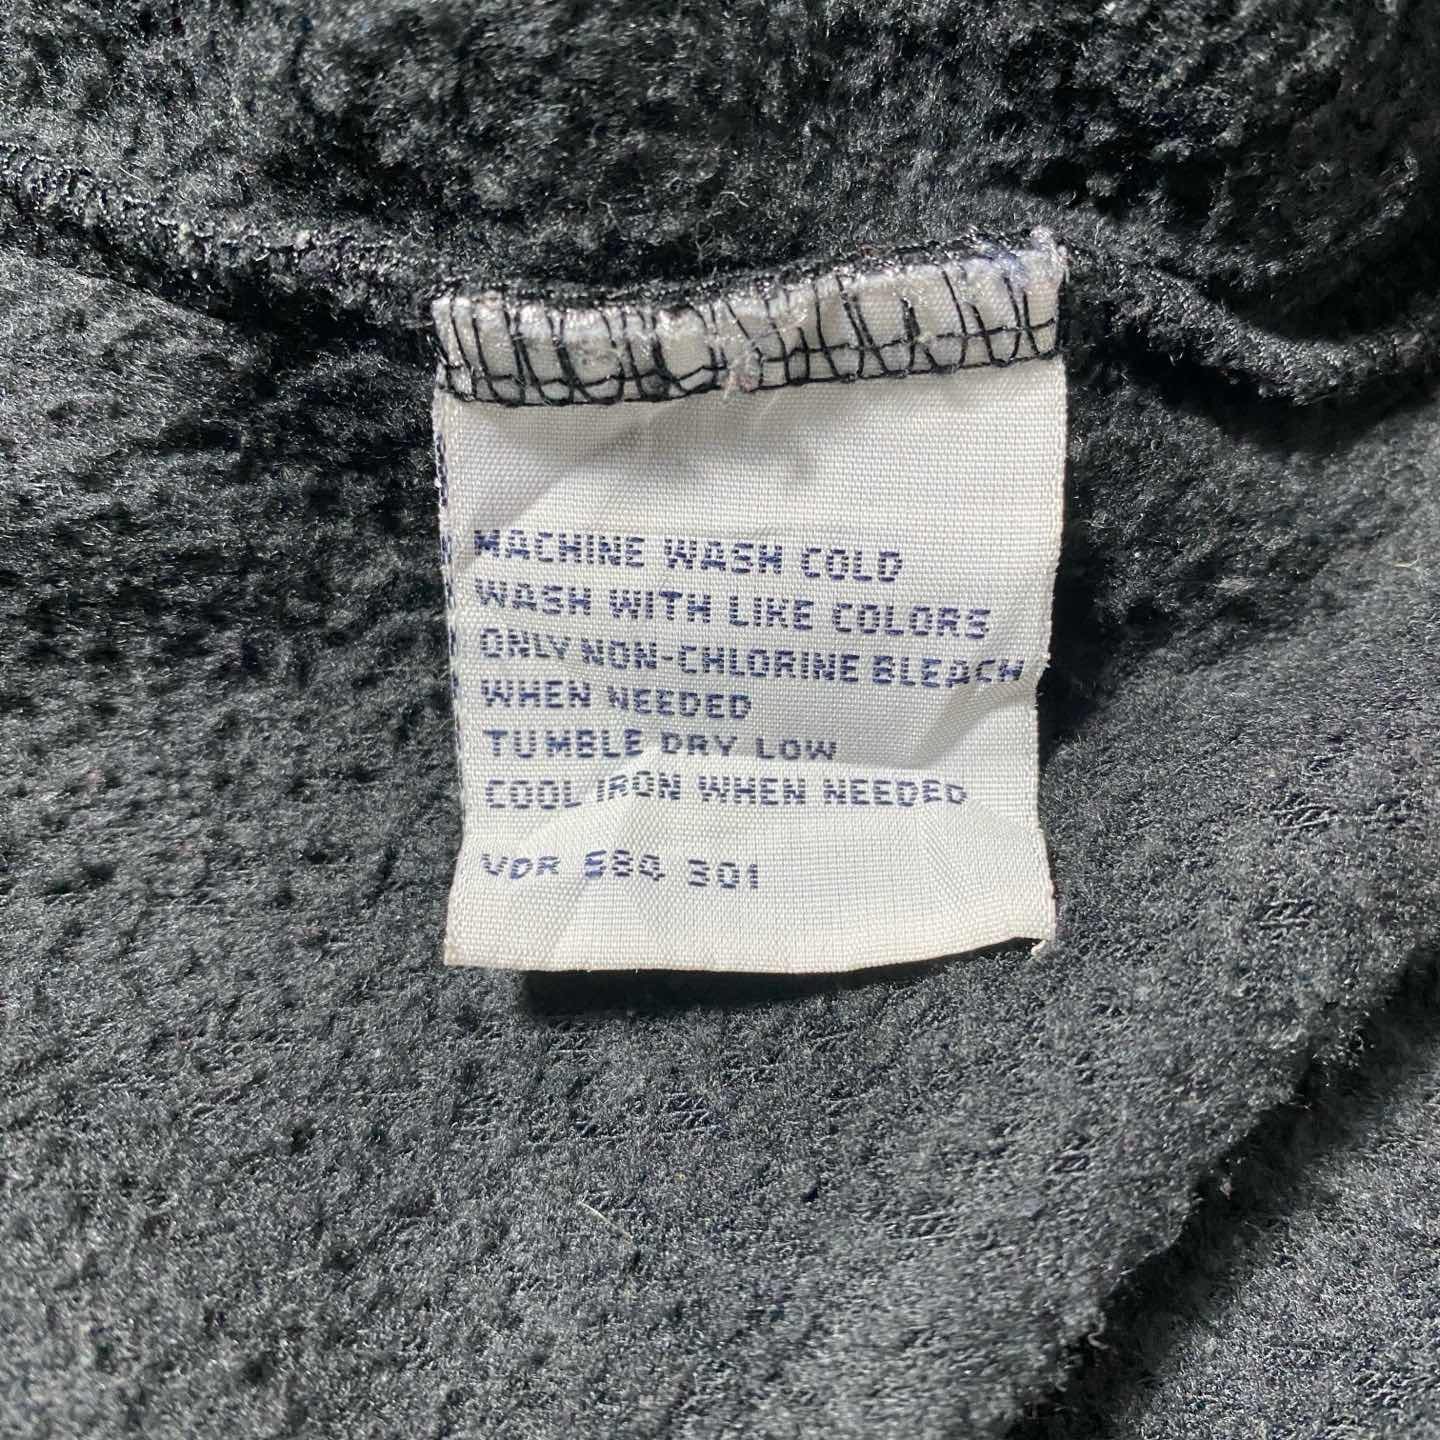 MACHINE WASH COLD
WASH WITH LIKE COLORS
ONLY NON-CHLORINE BLEACH
WHEN NEEDED
TUMBLE DRY LOW
COOL IRON WHEN NEEDED
VDR 584 301